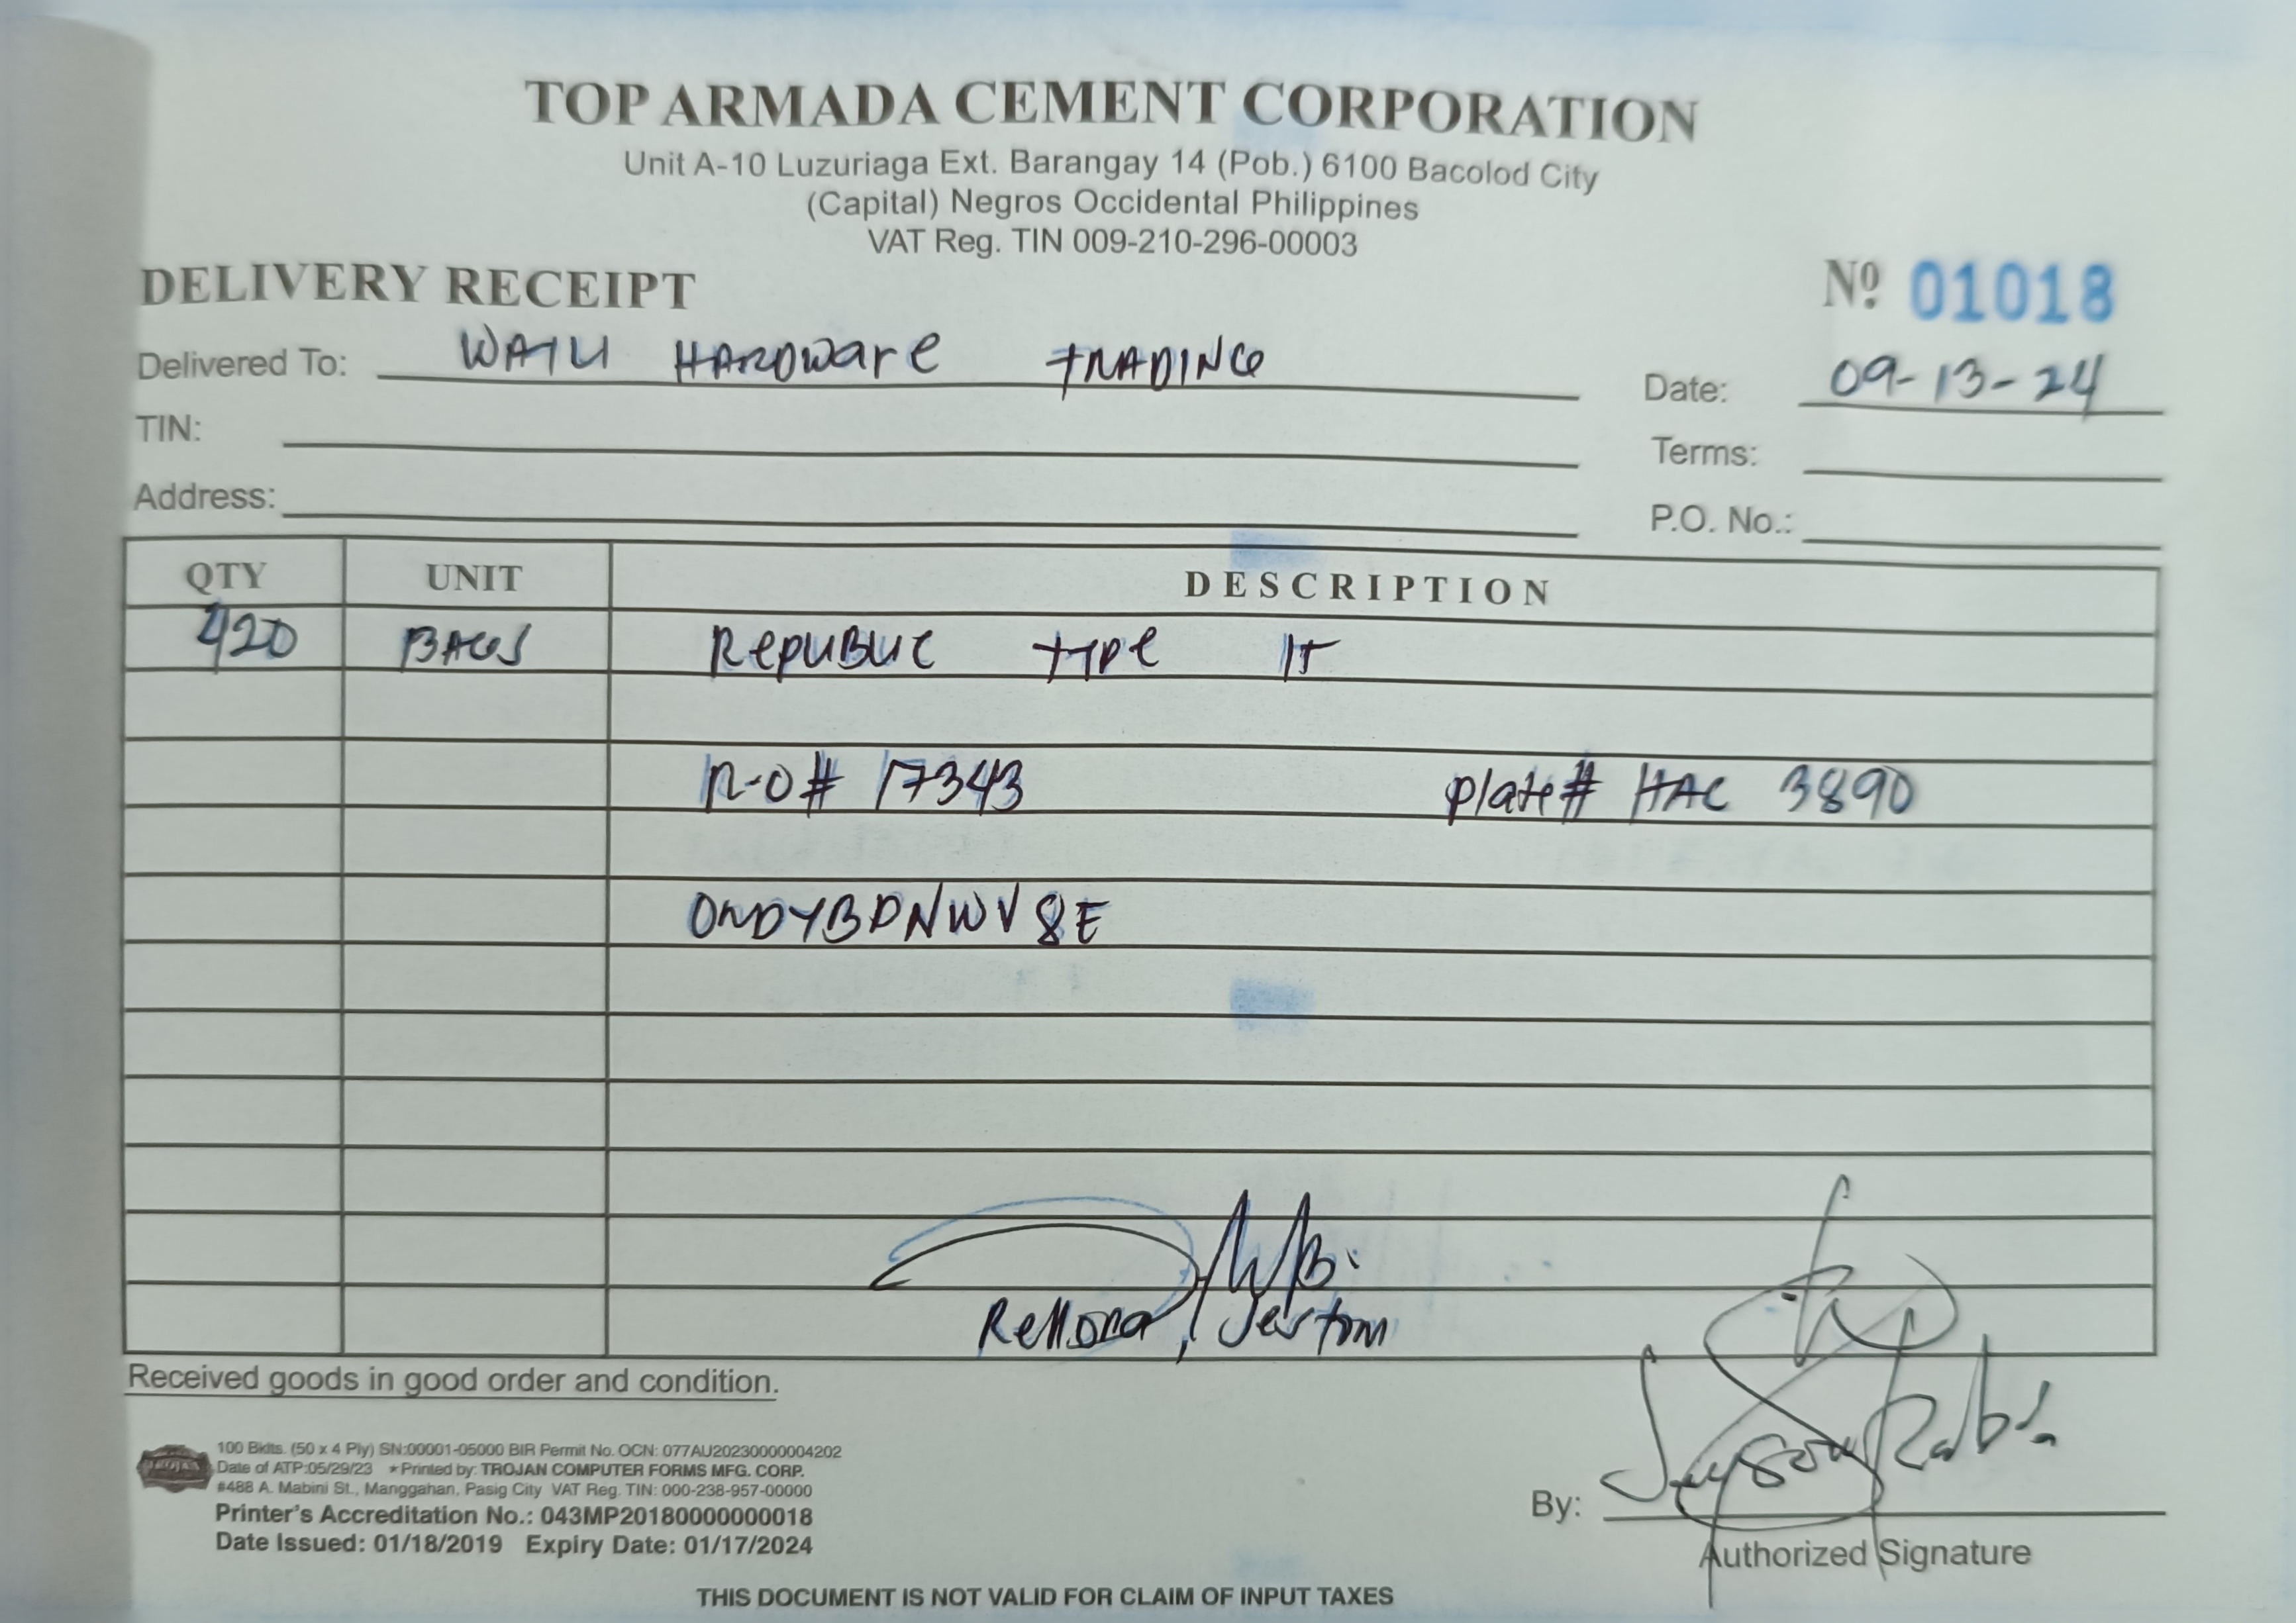 TOP ARMADA CEMENT CORPORATION
Unit A-10 Luzuriaga Ext. Barangay 14 (Pob.) 6100 Bacolod City
(Capital) Negros Occidental Philippines
VAT Reg. TIN 009-210-296-00003
DELIVERY RECEIPT
Nº 01018
Delivered To: HARDWare TRADING
Date: 09-13-24
TIN:
Terms:
Address:
P.O. No.:
QTY UNIT DESCRIPTION
420 BAGS RepuBLIC type 1T
R-O# 17343 plate# HAC 3890
BDNWV8E
Jestoni
Received goods in good order and condition.
100 Bklts. (50 x 4 Ply) SN:00001-05000 BIR Permit No. OCN: 077AU20230000004202
Date of ATP:05/29/23 ★Printed by: TROJAN COMPUTER FORMS MFG. CORP.
#488 A. Mabini St., Manggahan, Pasig City VAT Reg. TIN: 000-238-957-00000
Printer's Accreditation No.: 043MP20180000000018
Date Issued: 01/18/2019 Expiry Date: 01/17/2024
TROJAN
By: Jayson
Authorized Signature
THIS DOCUMENT IS NOT VALID FOR CLAIM OF INPUT TAXES